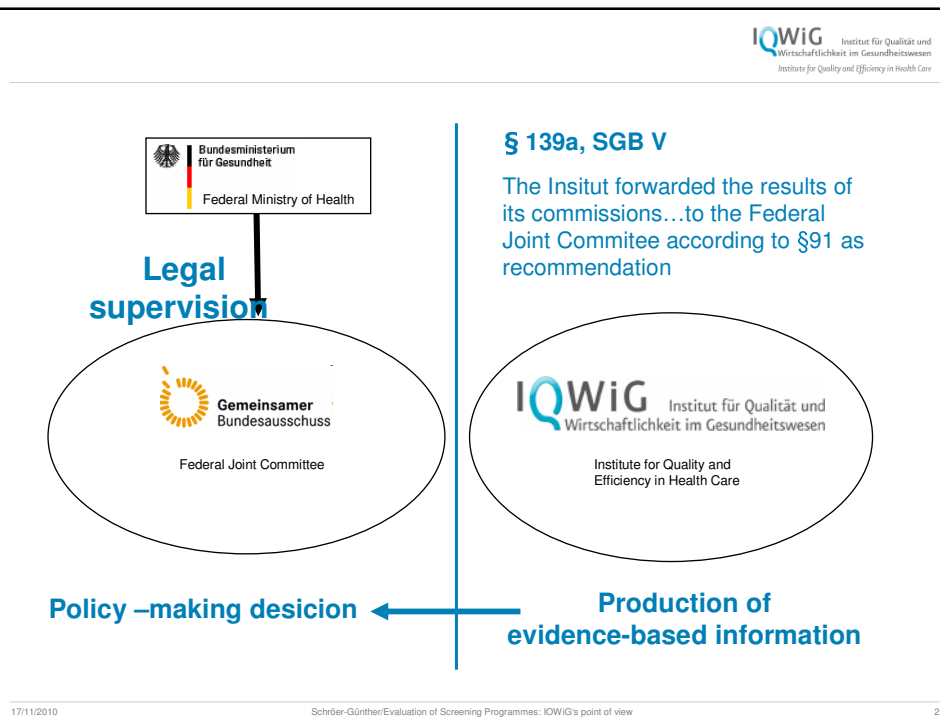 IQWiG Institut für Qualität und
Wirtschaftlichkeit im Gesundheitswesen
Institute for Quality and Efficiency in Health Care
Bundesministerium
für Gesundheit
Federal Ministry of Health
Legal
supervision
Gemeinsamer
Bundesausschuss
Federal Joint Committee
Policy –making desicion
§ 139a, SGB V
The Insitut forwarded the results of
its commissions…to the Federal
Joint Commitee according to §91 as
recommendation
IQWiG Institut für Qualität und
Wirtschaftlichkeit im Gesundheitswesen
Institute for Quality and
Efficiency in Health Care
Production of
evidence-based information
17/11/2010 Schröer-Günther/Evaluation of Screening Programmes: IOWiG's point of view 2